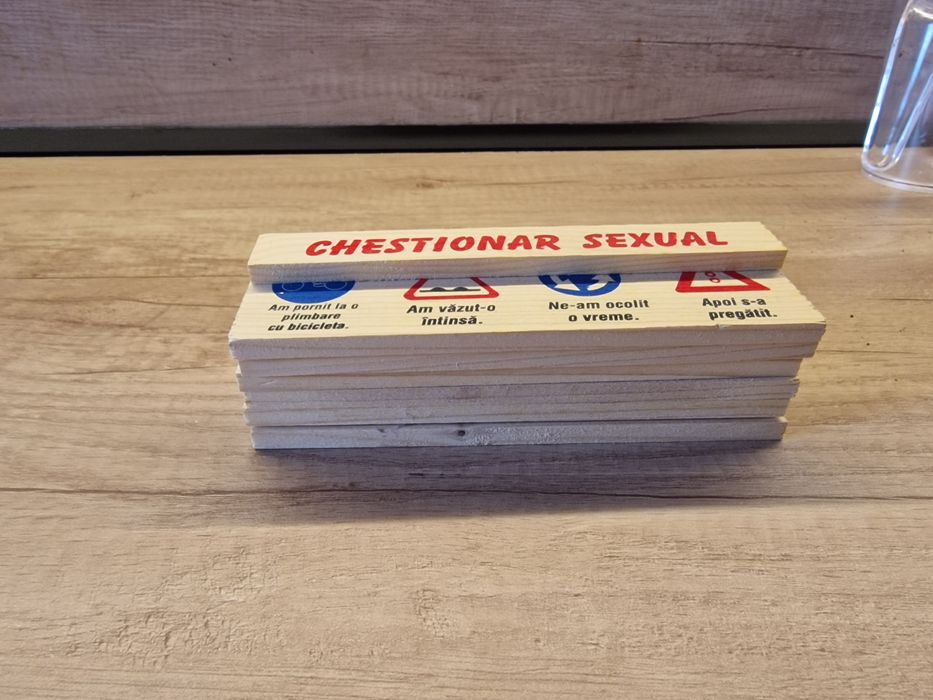 CHESTIONAR SEXUAL
Am pornit la o
plimbare
cu bicicleta.
Am văzut-o
întinsă.
Ne-am ocolit
o vreme.
Apoi s-a
pregătit.